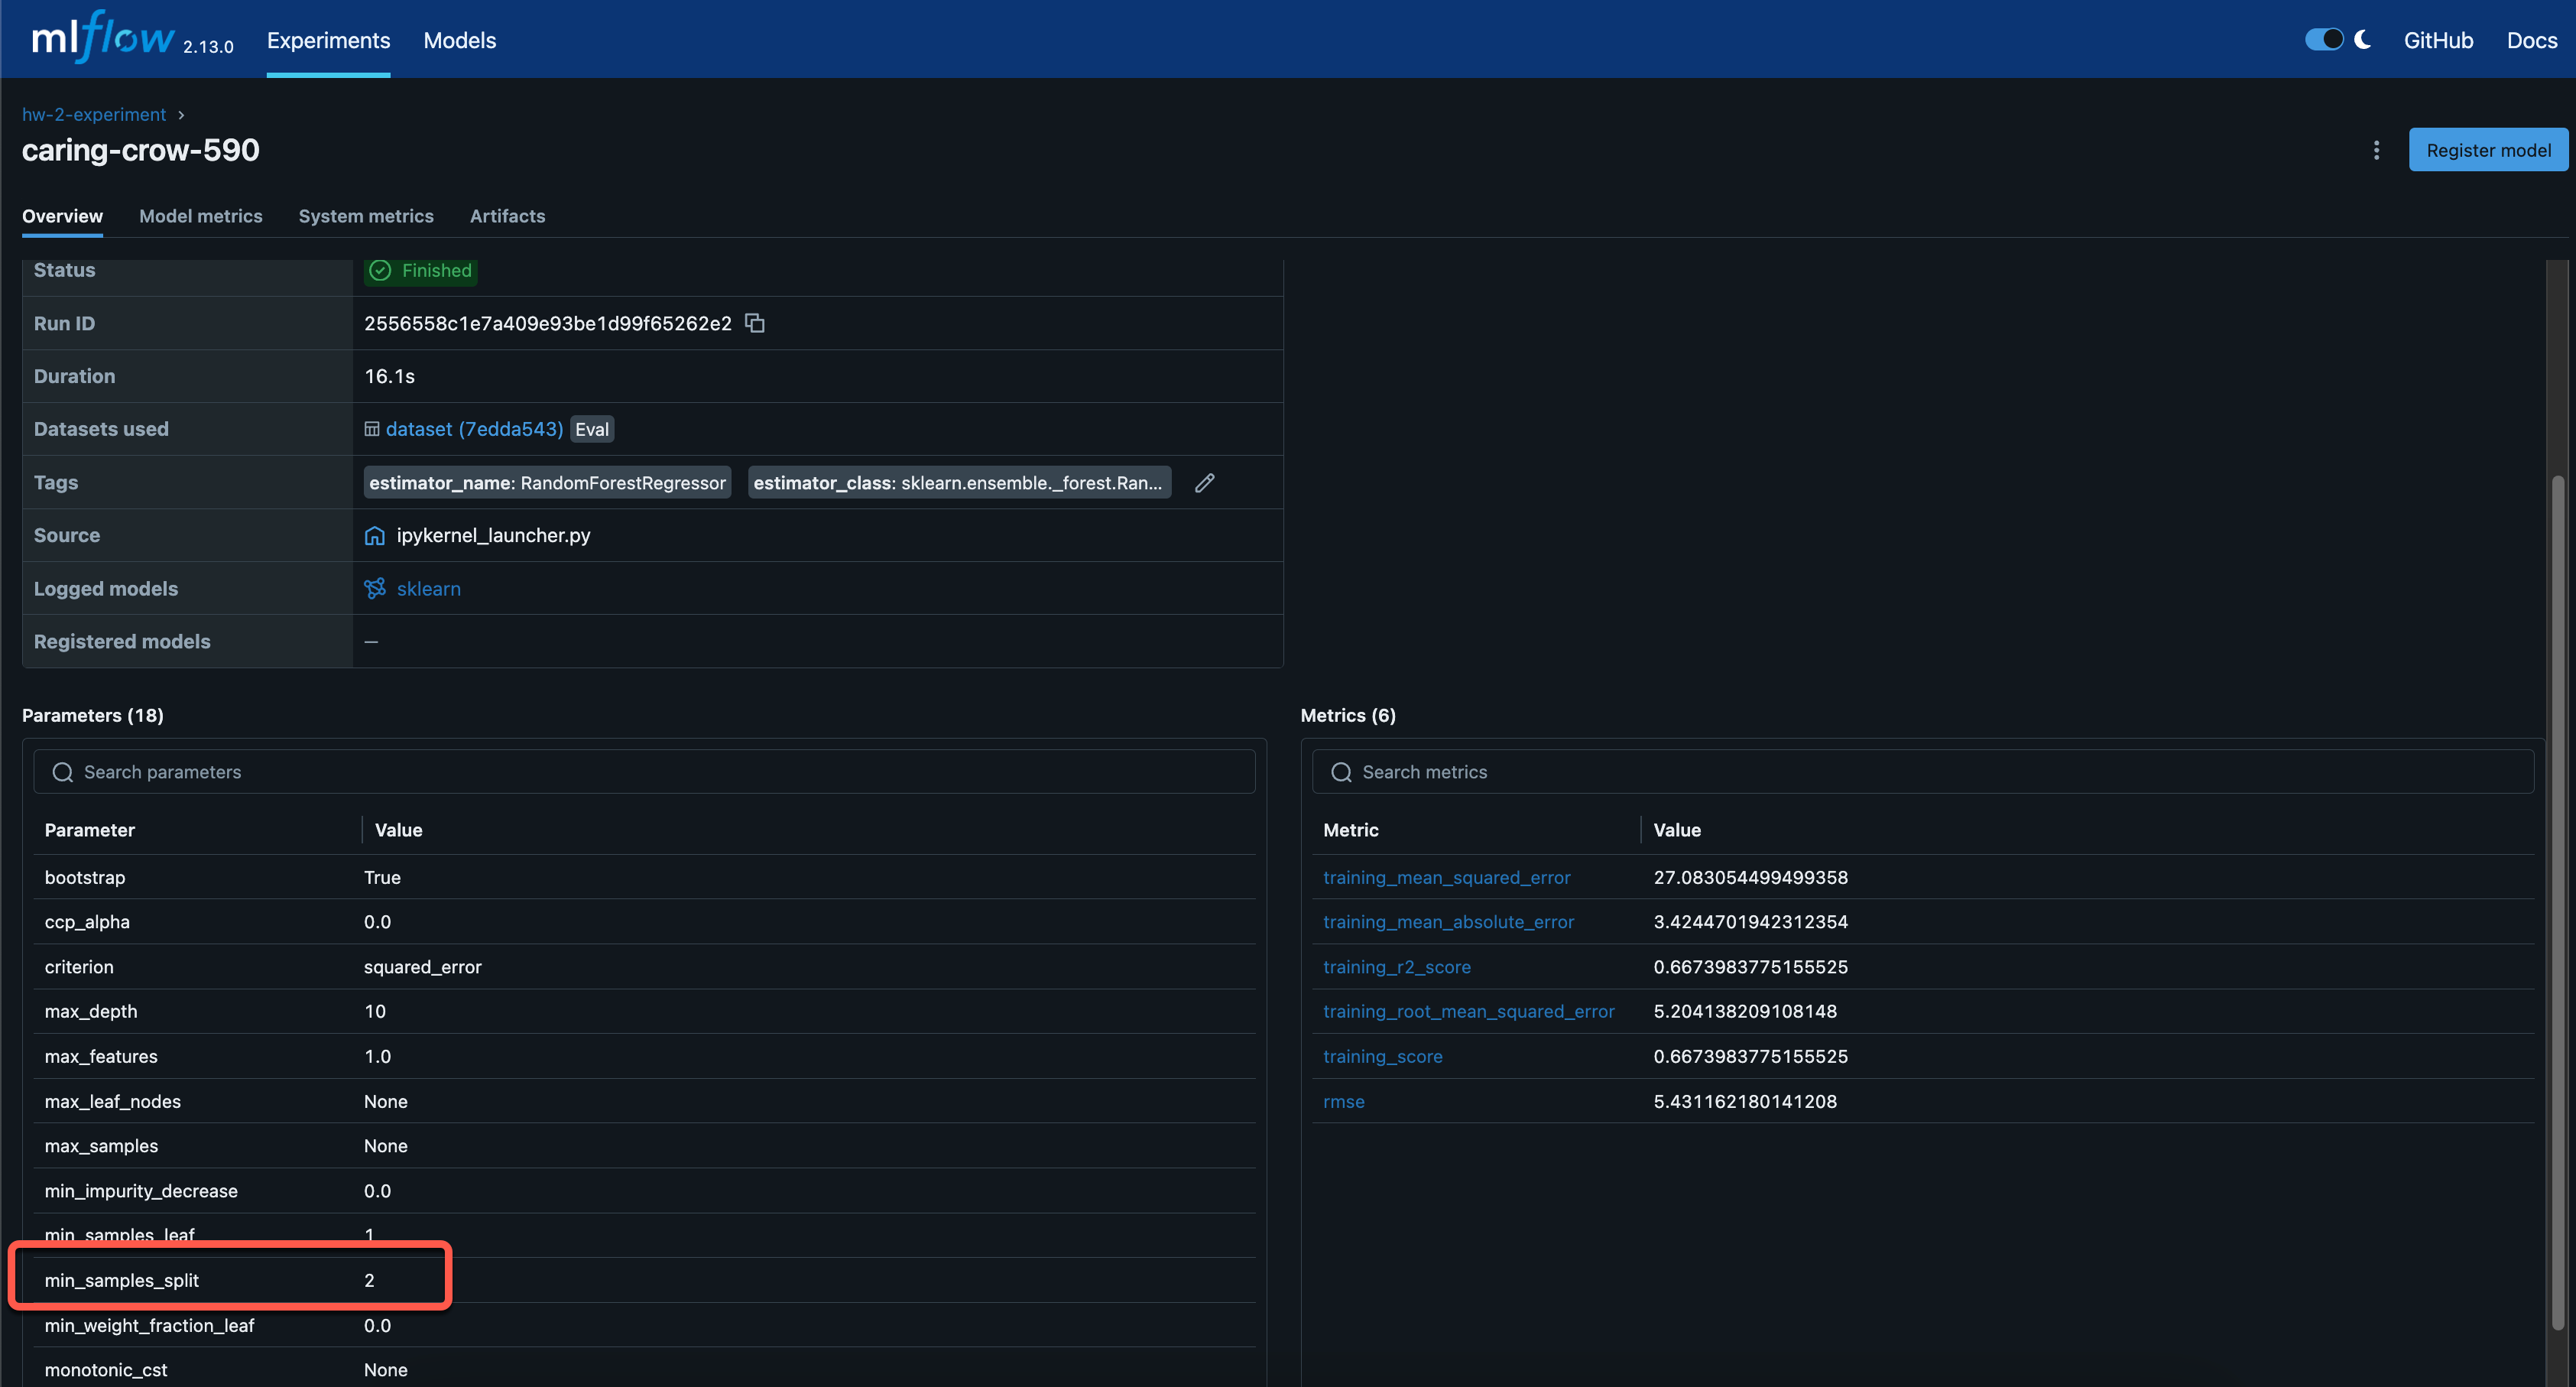 mlflow 2.13.0 Experiments Models GitHub Docs
hw-2-experiment ›
caring-crow-590
Register model
Overview Model metrics System metrics Artifacts
Status Finished
Run ID 2556558c1e7a409e93be1d99f65262e2
Duration 16.1s
Datasets used dataset (7edda543) Eval
Tags estimator_name: RandomForestRegressor estimator_class: sklearn.ensemble._forest.Ran...
Source ipykernel_launcher.py
Logged models sklearn
Registered models —
Parameters (18)
Search parameters
Parameter Value
bootstrap True
ccp_alpha 0.0
criterion squared_error
max_depth 10
max_features 1.0
max_leaf_nodes None
max_samples None
min_impurity_decrease 0.0
min_samples_leaf 1
min_samples_split 2
min_weight_fraction_leaf 0.0
monotonic_cst None
Metrics (6)
Search metrics
Metric Value
training_mean_squared_error 27.083054499499358
training_mean_absolute_error 3.4244701942312354
training_r2_score 0.6673983775155525
training_root_mean_squared_error 5.204138209108148
training_score 0.6673983775155525
rmse 5.431162180141208